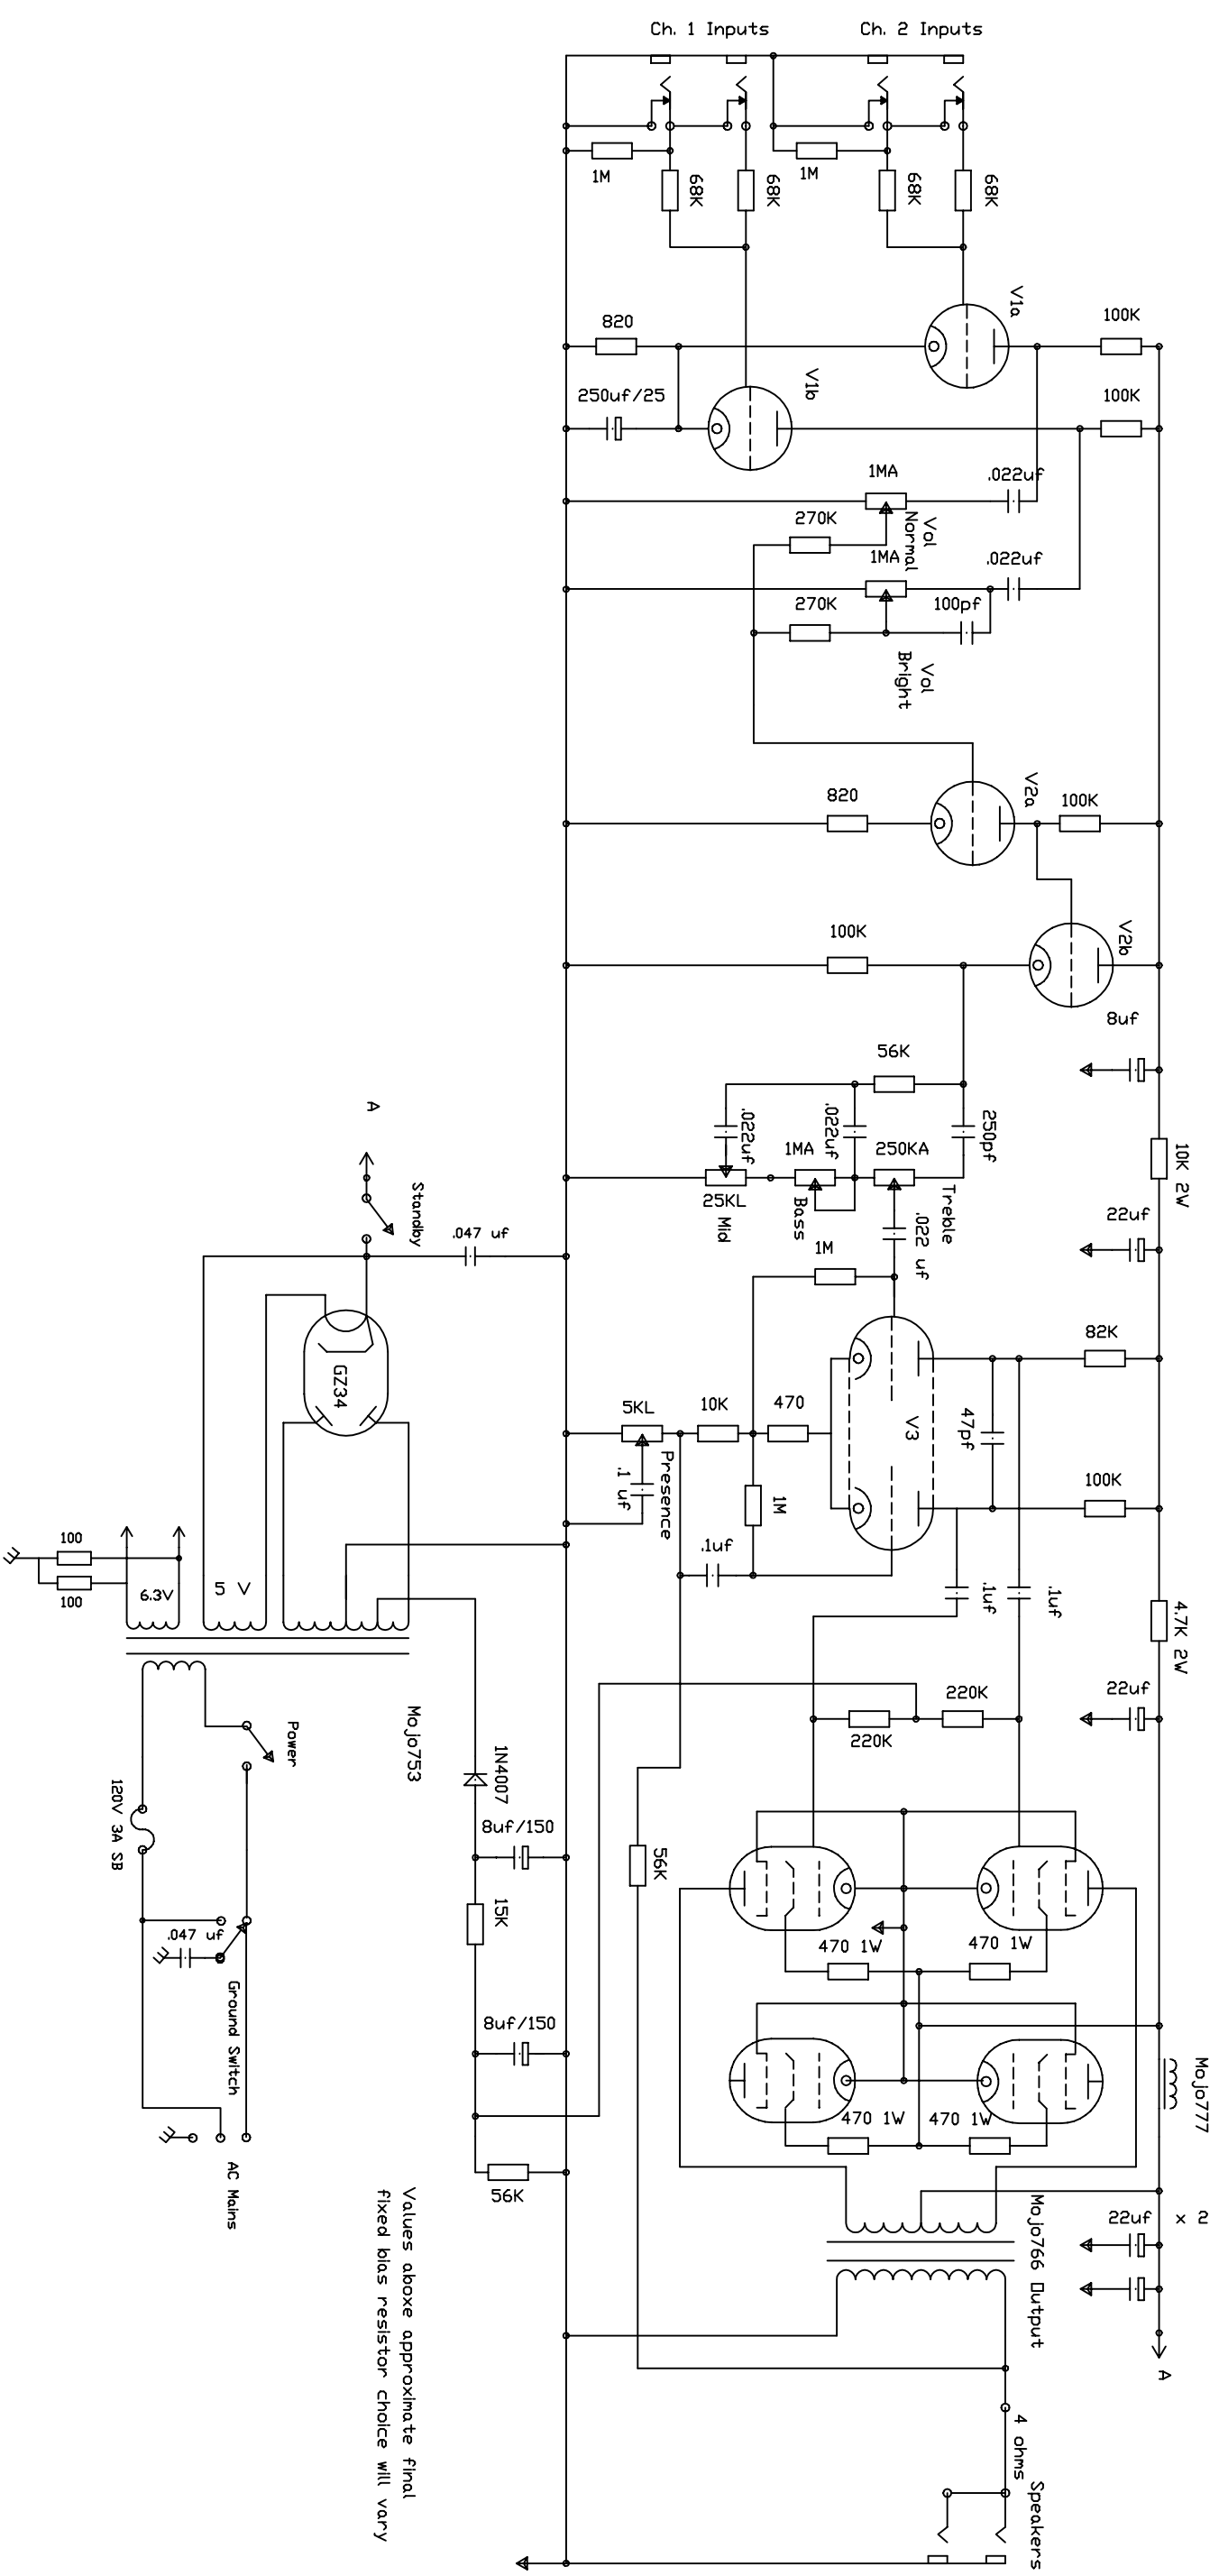 Ch. 1 Inputs
Ch. 2 Inputs
1M
68K
68K
1M
68K
68K
V1a
100K
820
250uf/25
V1b
100K
1MA
.022uf
270K
Vol
Normal
1MA
.022uf
270K
100pf
Vol
Bright
V2a
820
100K
V2b
100K
8uf
56K
250pf
.022uf
.022uf
1MA
250KA
10K 2W
25KL
Mid
Bass
Treble
.022 uf
22uf
A
Standby
.047 uf
1M
GZ34
82K
5KL
10K
470
V3
47pf
100K
Presence
.1 uf
1M
.1uf
.1uf
.1uf
100
100
6.3V
5 V
4.7K 2W
220K
220K
22uf
Mojo753
Power
120V 3A SB
1N4007
8uf/150
56K
15K
.047 uf
Ground Switch
470 1W
470 1W
8uf/150
470 1W
470 1W
Mojo777
AC Mains
56K
Values aboxe approximate final
fixed bias resistor choice will vary
Mojo766 Output
22uf x 2
A
4 ohms
Speakers